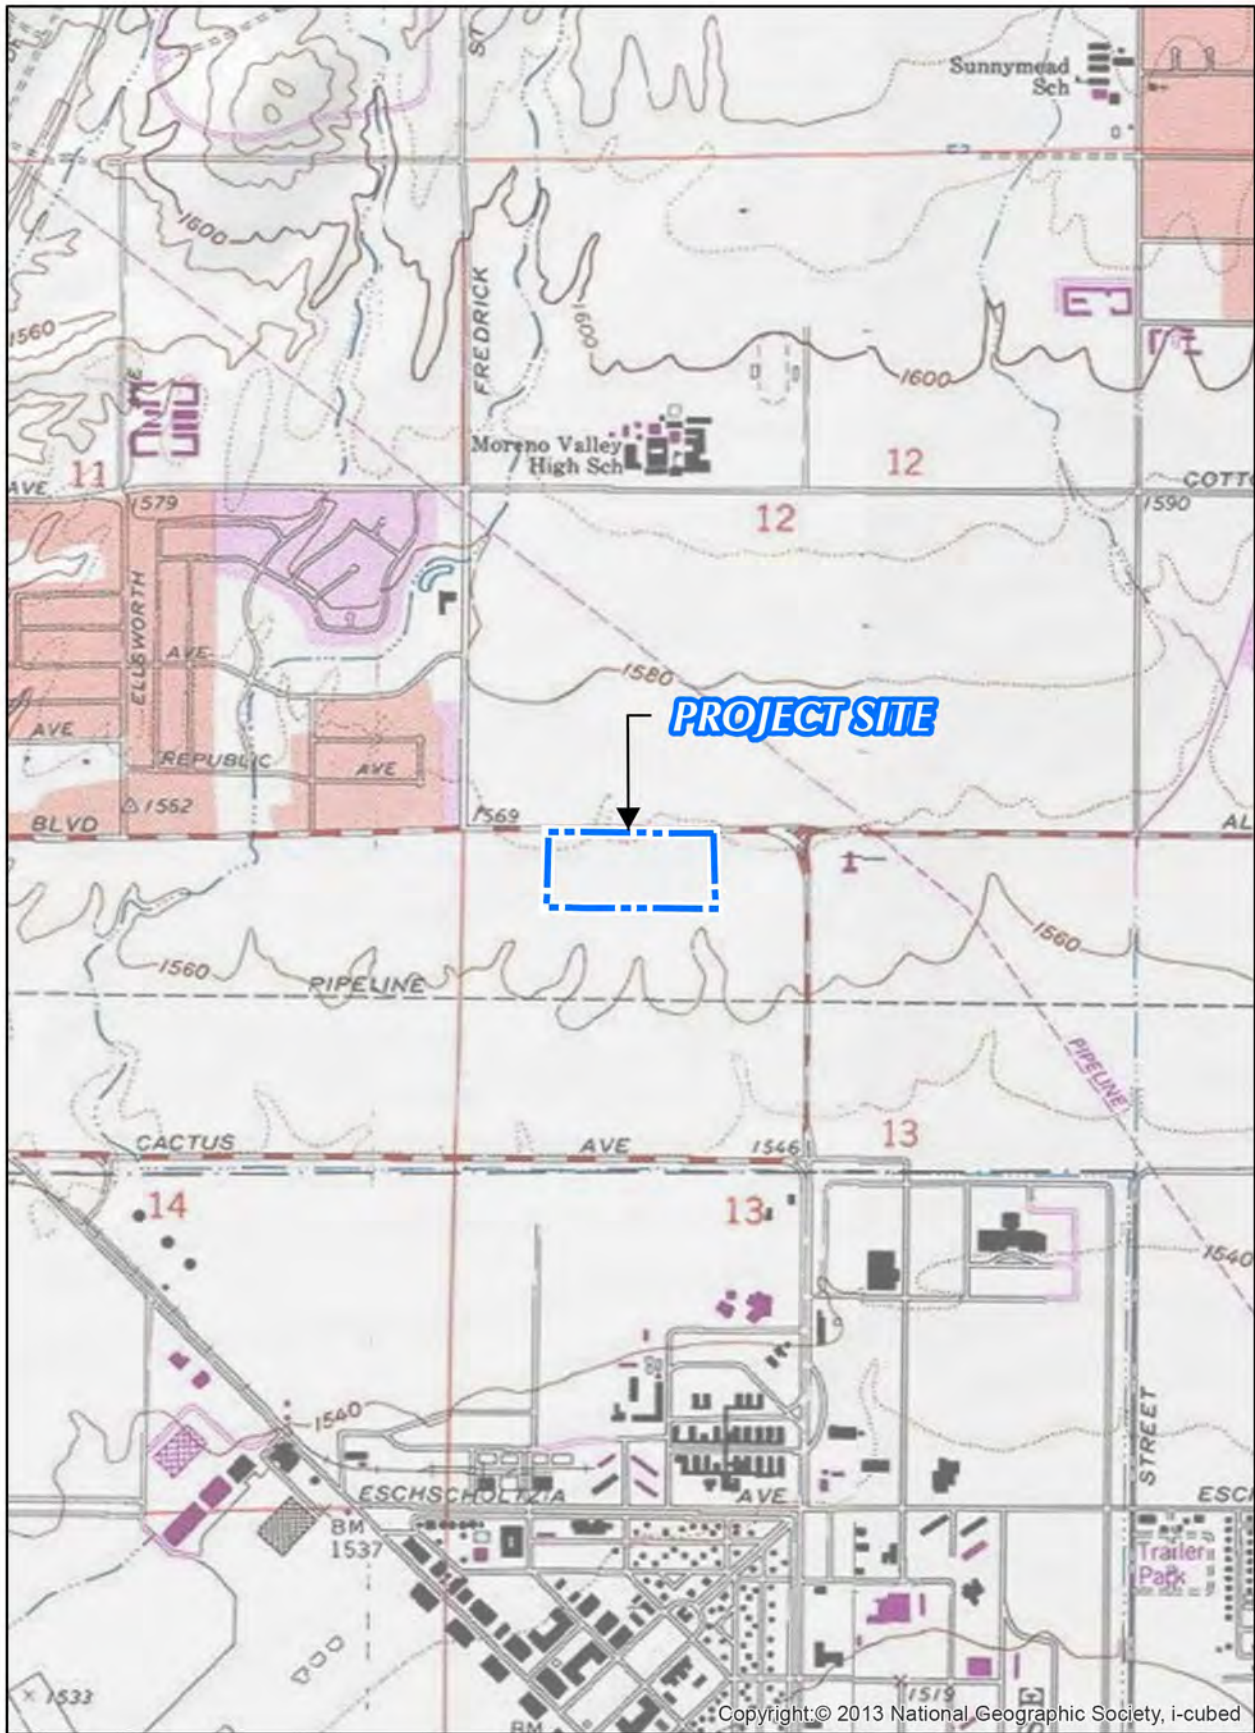 ST
Sunnymead
Sch
1600
FREDRICK
1560
1600
1600
Moreno Valley
High Sch
11
12
AVE
COTTO
1579
12
1590
ELLSWORTH
AVE
1580
PROJECT SITE
AVE
REPUBLIC
AVE
1562
1569
BLVD
AL
1560
1560
PIPELINE
PIPELINE
CACTUS
AVE
1546
13
14
13
1540
1540
STREET
ESCHSCHOLTZIA
AVE
ESCH
BM
1537
Trailer
Park
1533
1519
BM
Copyright:© 2013 National Geographic Society, i-cubed